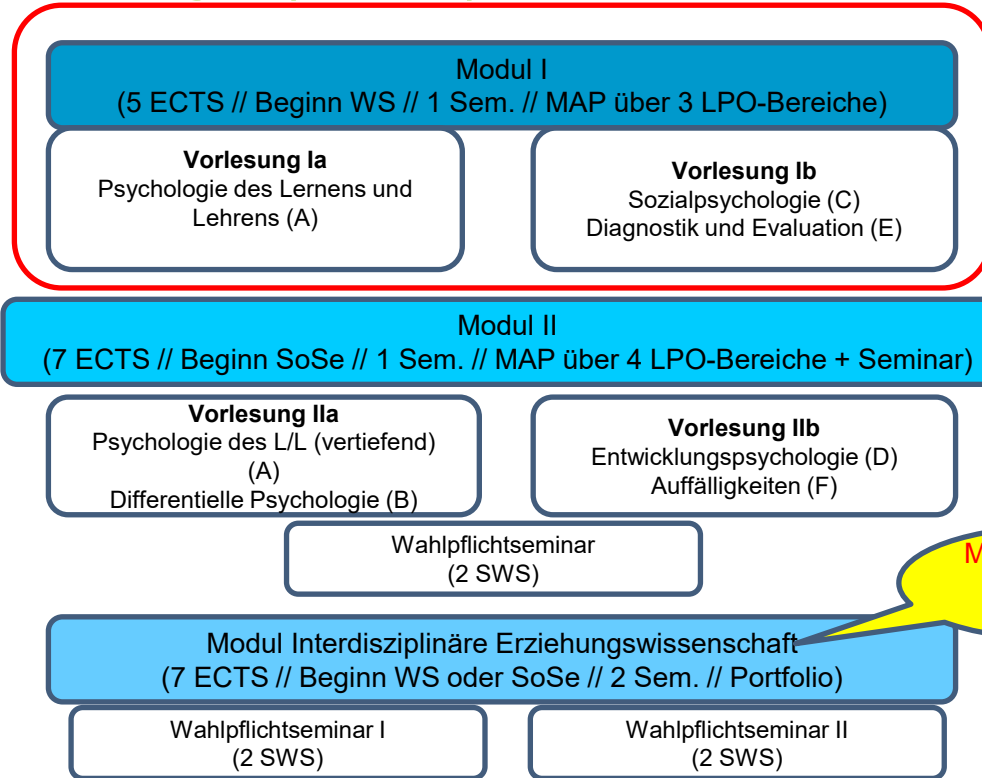 Modul I
(5 ECTS // Beginn WS // 1 Sem. // MAP über 3 LPO-Bereiche)
Vorlesung Ia
Psychologie des Lernens und
Lehrens (A)
Vorlesung Ib
Sozialpsychologie (C)
Diagnostik und Evaluation (E)
Modul II
(7 ECTS // Beginn SoSe // 1 Sem. // MAP über 4 LPO-Bereiche + Seminar)
Vorlesung IIa
Psychologie des L/L (vertiefend)
(A)
Differentielle Psychologie (B)
Vorlesung IIb
Entwicklungspsychologie (D)
Auffälligkeiten (F)
Wahlpflichtseminar
(2 SWS)
M
Modul Interdisziplinäre Erziehungswissenschaft
(7 ECTS // Beginn WS oder SoSe // 2 Sem. // Portfolio)
Wahlpflichtseminar I
(2 SWS)
Wahlpflichtseminar II
(2 SWS)